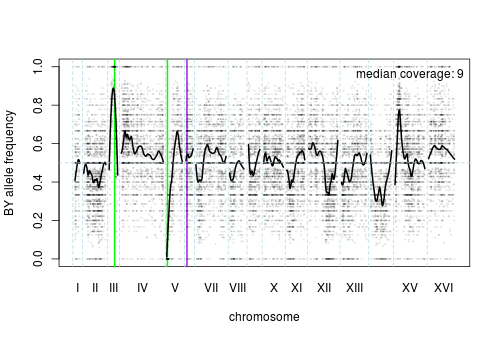 median coverage: 9
BY allele frequency
1.0
0.8
0.6
0.4
0.2
0.0
I II III IV V VII VIII X XI XII XIII XV XVI
chromosome